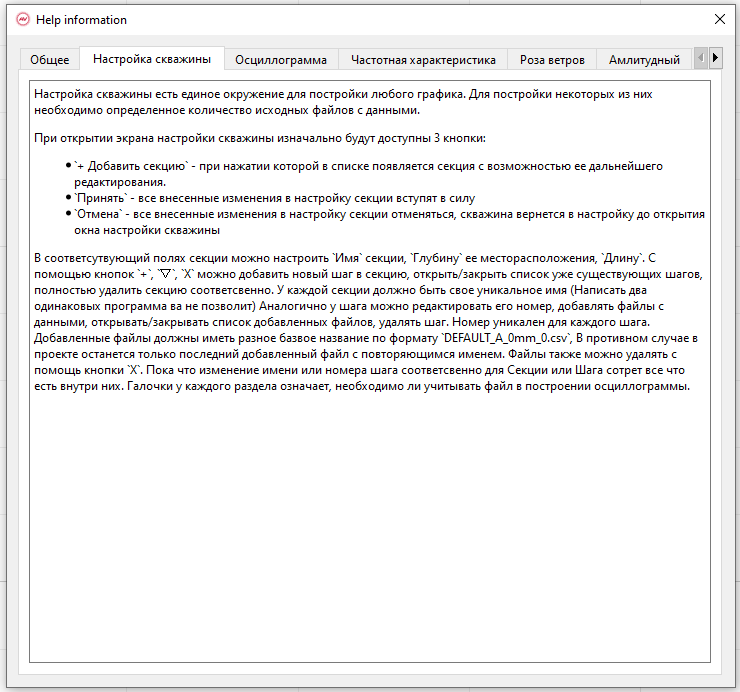 Help information
Общее
Настройка скважины
Осциллограмма
Частотная характеристика
Роза ветров
Амлитудный
Настройка скважины есть единое окружение для постройки любого графика. Для постройки некоторых из них
необходимо определенное количество исходных файлов с данными.
При открытии экрана настройки скважины изначально будут доступны 3 кнопки:
● `+ Добавить секцию` - при нажатии которой в списке появляется секция с возможностью ее дальнейшего
редактирования.
● `Принять` - все внесенные изменения в настройку секции вступят в силу
● `Отмена` - все внесенные изменения в настройку секции отменяться, скважина вернется в настройку до открытия
окна настройки скважины
В соответсутвующий полях секции можно настроить `Имя` секции, `Глубину` ее месторасположения, `Длину`. С
помощью кнопок `+`, `▽`, `X` можно добавить новый шаг в секцию, открыть/закрыть список уже существующих шагов,
полностью удалить секцию соответсвенно. У каждой секции должно быть свое уникальное имя (Написать два
одинаковых программа ва не позволит) Аналогично у шага можно редактировать его номер, добавлять файлы с
данными, открывать/закрывать список добавленных файлов, удалять шаг. Номер уникален для каждого шага.
Добавленные файлы должны иметь разное базвое название по формату `DEFAULT_A_0mm_0.csv`, В противном случае в
проекте останется только последний добавленный файл с повторяющимся именем. Файлы также можно удалять с
помощь кнопки `X`. Пока что изменение имени или номера шага соответсвенно для Секции или Шага сотрет все что
есть внутри них. Галочки у каждого раздела означает, необходимо ли учитывать файл в построении осциллограммы.